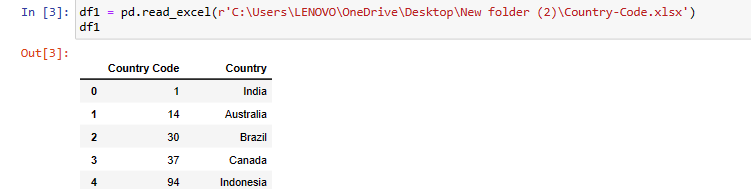 In [3]: df1 = pd.read_excel(r'C:\Users\LENOVO\OneDrive\Desktop\New folder (2)\Country-Code.xlsx')
df1
Out[3]:
Country Code Country
0 1 India
1 14 Australia
2 30 Brazil
3 37 Canada
4 94 Indonesia